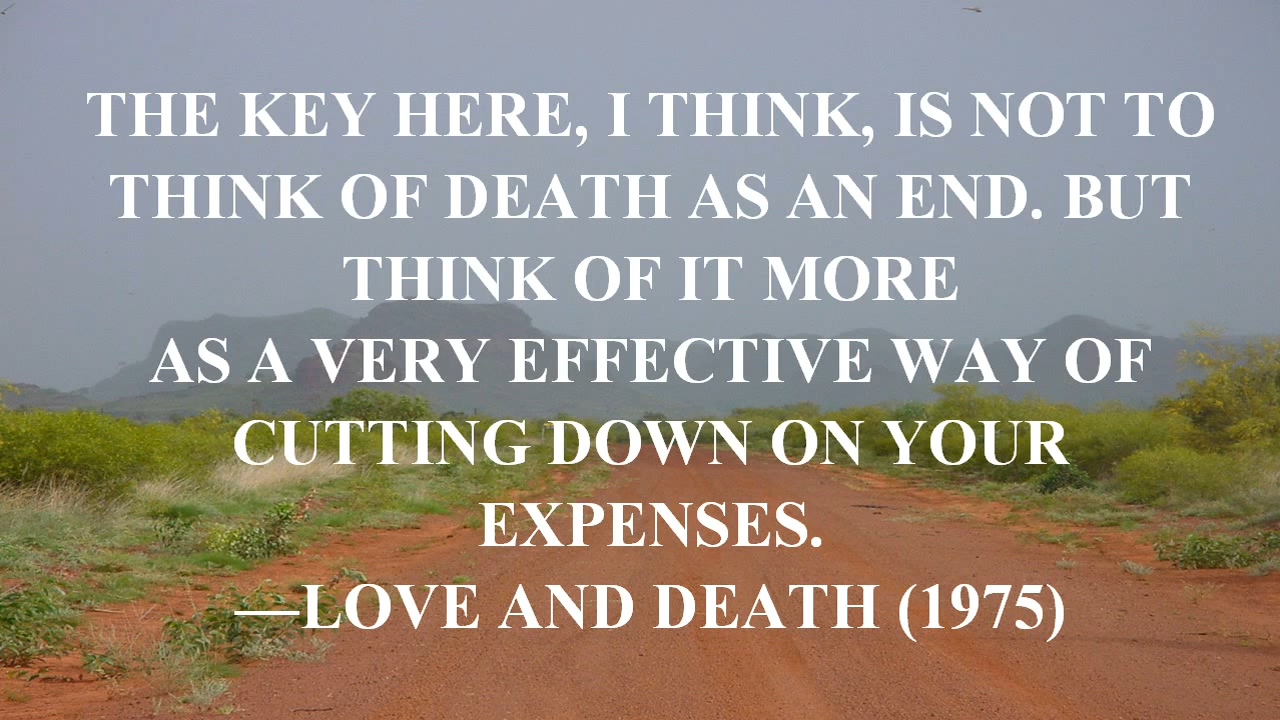 THE KEY HERE, I THINK, IS NOT TO
THINK OF DEATH AS AN END. BUT
THINK OF IT MORE
AS A VERY EFFECTIVE WAY OF
CUTTING DOWN ON YOUR
EXPENSES.
—LOVE AND DEATH (1975)